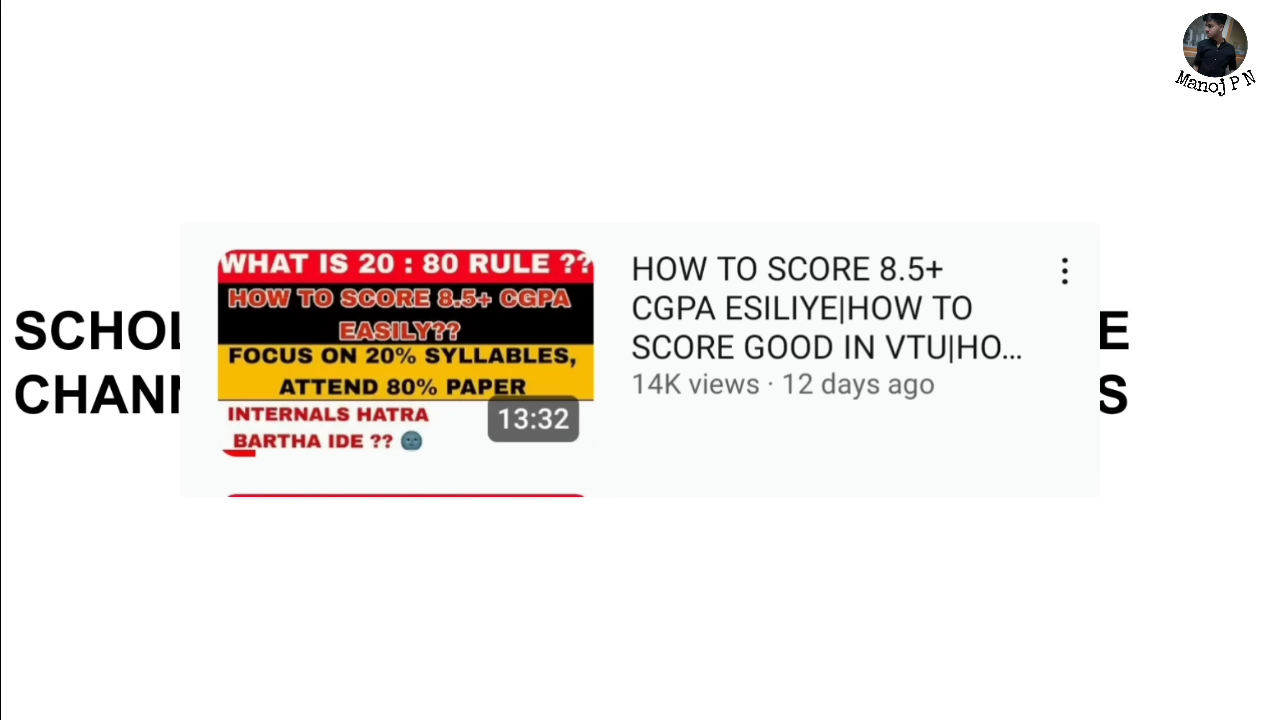 Manoj P N
WHAT IS 20 : 80 RULE ??
HOW TO SCORE 8.5+ CGPA
EASILY??
FOCUS ON 20% SYLLABLES,
ATTEND 80% PAPER
INTERNALS HATRA
BARTHA IDE ??
13:32
HOW TO SCORE 8.5+
CGPA ESILIYE|HOW TO
SCORE GOOD IN VTU|HO...
14K views · 12 days ago